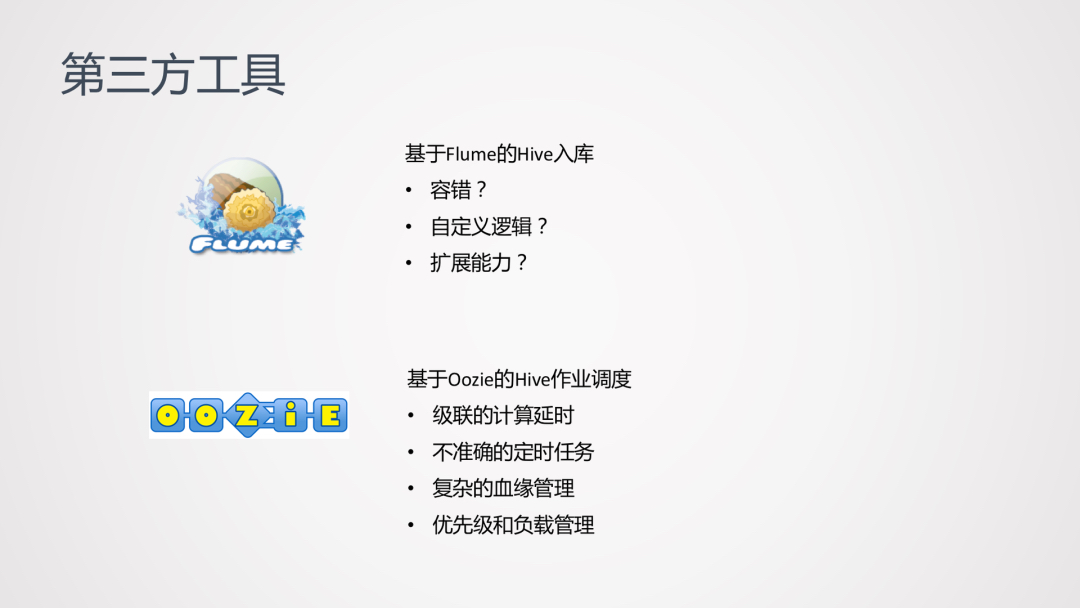 第三方工具
FLUME
基于Flume的Hive入库
• 容错？
• 自定义逻辑？
• 扩展能力？
OOZiE
基于Oozie的Hive作业调度
• 级联的计算延时
• 不准确的定时任务
• 复杂的血缘管理
• 优先级和负载管理